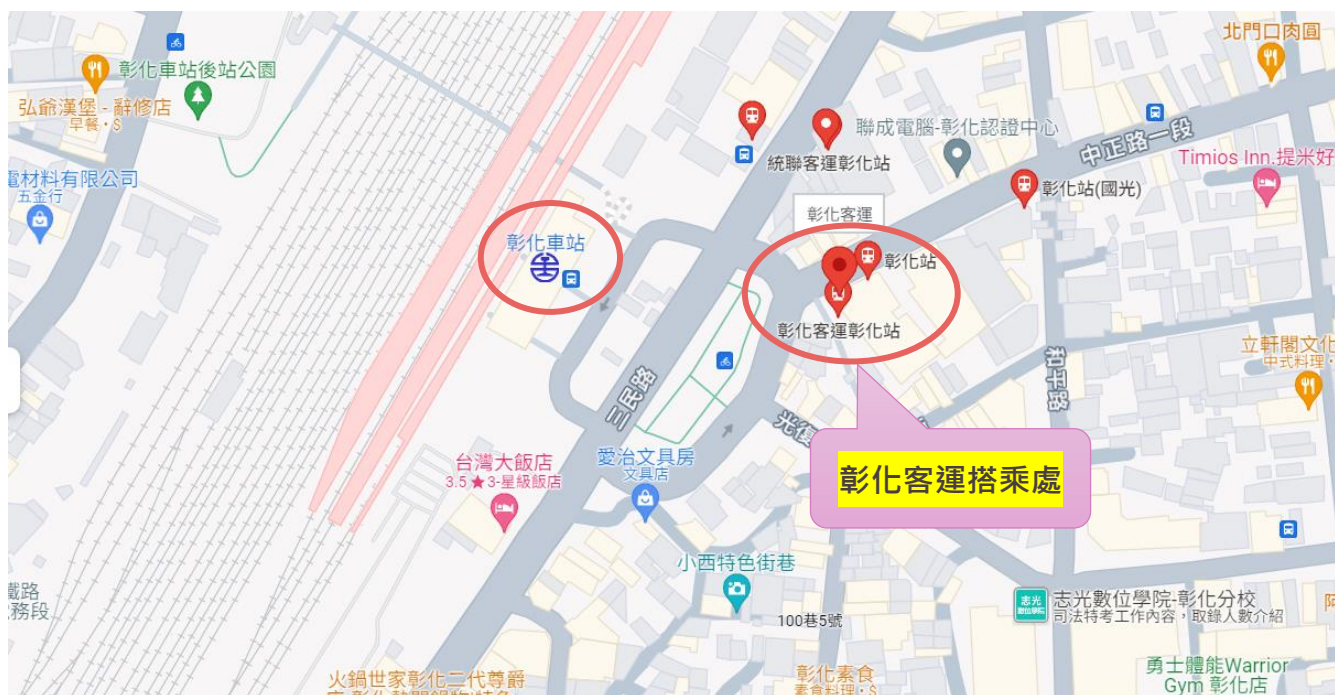 北門口肉圓
彰化車站後站公園
弘爺漢堡 - 辭修店
早餐・$
聯成電腦-彰化認證中心
中正路一段
統聯客運彰化站
Timios Inn.提米好
電材料有限公司
五金行
彰化站(國光)
彰化客運
彰化車站
彰化站
彰化客運彰化站
立軒閣文化
中式料理・
和平路
三民路
光復
彰化客運搭乘處
台灣大飯店
3.5★3-星級飯店
愛治文具房
文具店
小西特色街巷
鐵路
務段
100巷5號
志光
數位學院
志光數位學院-彰化分校
司法特考工作內容，取錄人數介紹
勇士體能Warrior
Gym 彰化店
火鍋世家彰化二代尊爵
彰化素食
素食料理・$